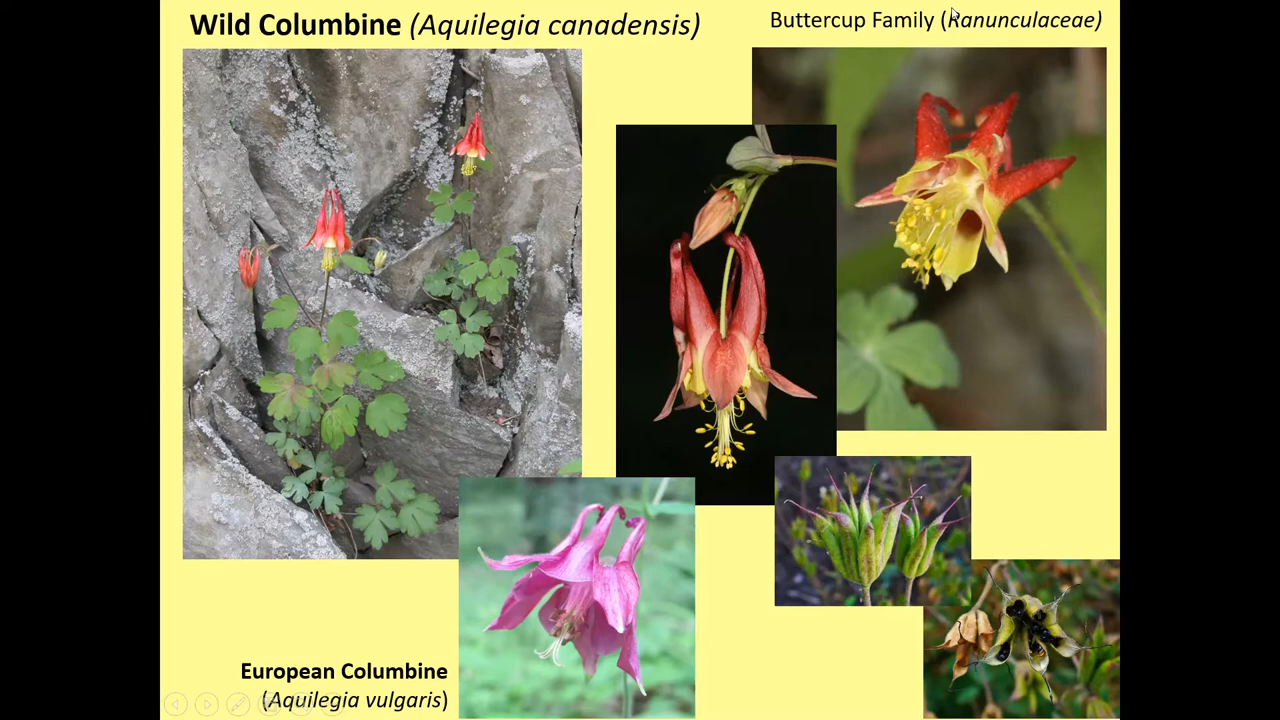 Wild Columbine (Aquilegia canadensis)
Buttercup Family (Ranunculaceae)
European Columbine
(Aquilegia vulgaris)